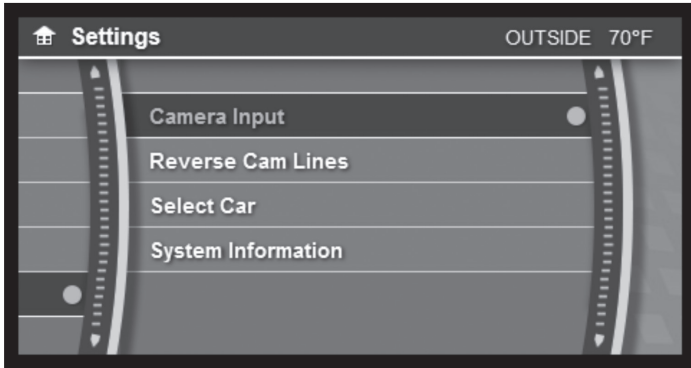 Settings OUTSIDE 70°F
Camera Input
Reverse Cam Lines
Select Car
System Information